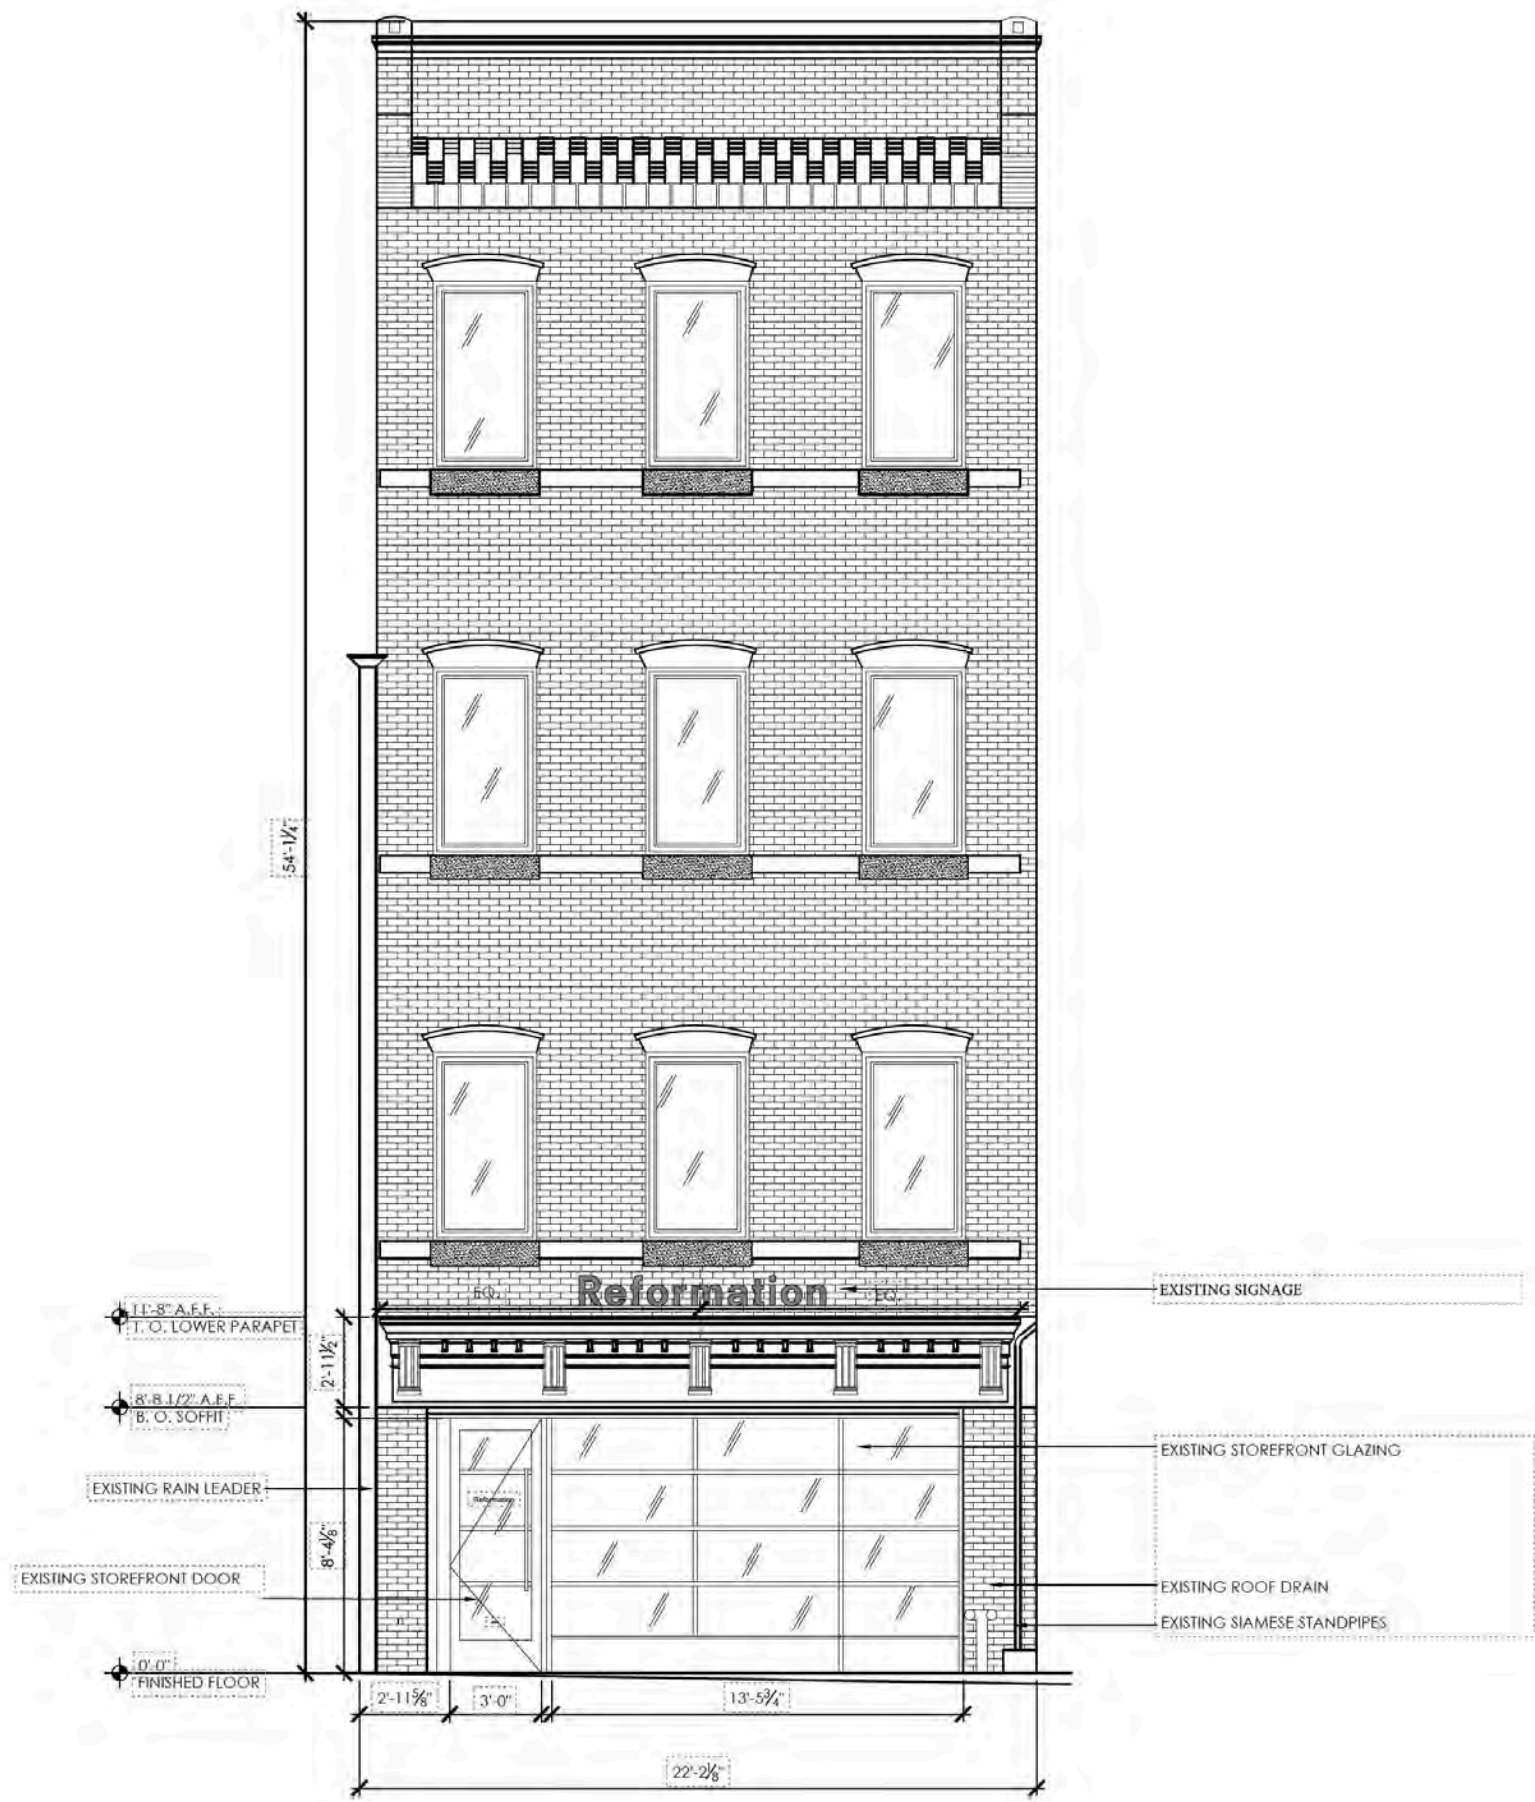 54'-1¼"
EQ.
Reformation
EQ.
EXISTING SIGNAGE
11'-8" A.F.F.
T. O. LOWER PARAPET
2'-11½"
8'-8 1/2" A.F.F.
B. O. SOFFIT
EXISTING STOREFRONT GLAZING
EXISTING RAIN LEADER
Reformation
8'-4⅛"
EXISTING STOREFRONT DOOR
EXISTING ROOF DRAIN
EXISTING SIAMESE STANDPIPES
0'-0"
FINISHED FLOOR
2'-11⅝"
3'-0"
13'-5¾"
22'-2⅛"